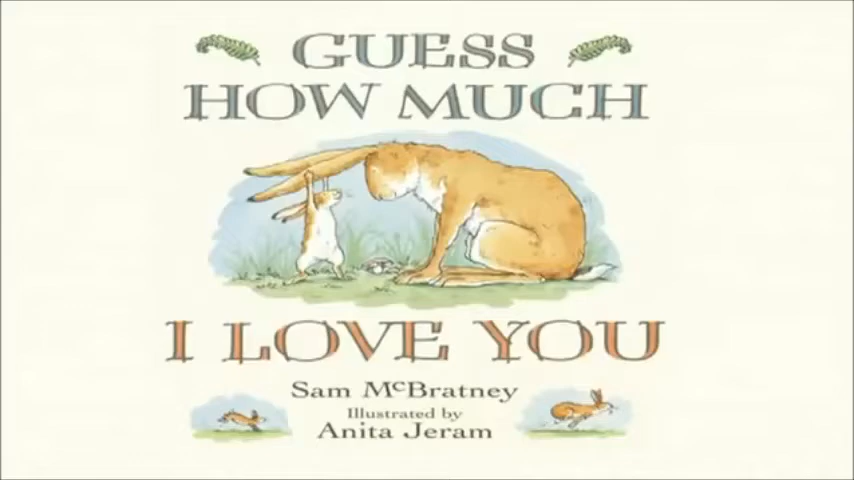 GUESS
HOW MUCH
I LOVE YOU
Sam McBratney
Illustrated by
Anita Jeram